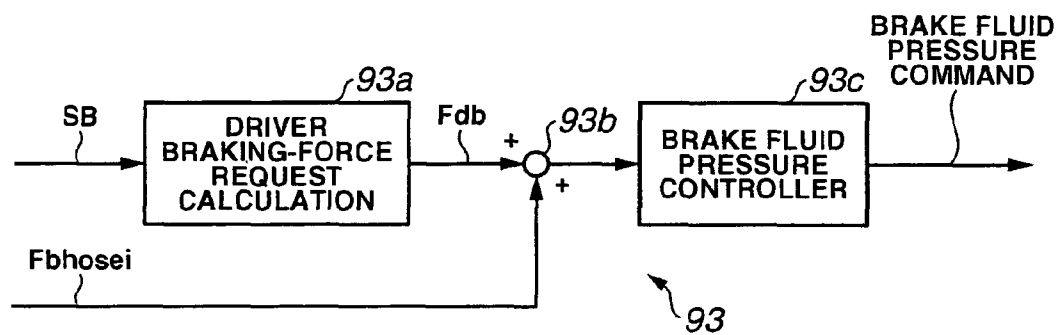 BRAKE FLUID
PRESSURE
COMMAND
93a
93c
SB
DRIVER
BRAKING-FORCE
REQUEST
CALCULATION
Fdb
+
93b
+
BRAKE FLUID
PRESSURE
CONTROLLER
Fbhosei
93